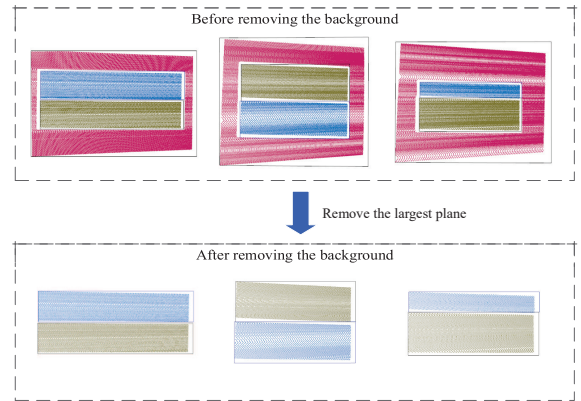 Before removing the background
Remove the largest plane
After removing the background